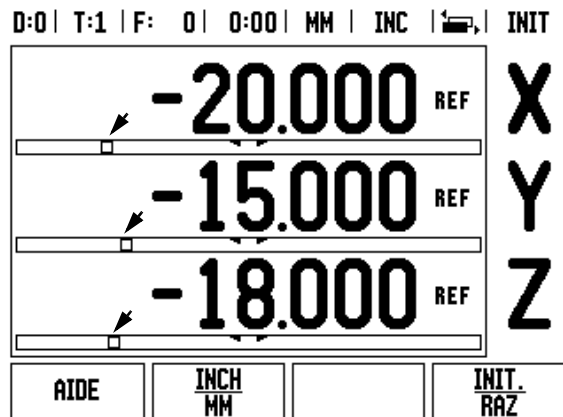 D:0 | T:1 | F: 0 | 0:00 | MM | INC | | INIT
-20.000 REF X
-15.000 REF Y
-18.000 REF Z
AIDE
INCH
MM
INIT.
RAZ